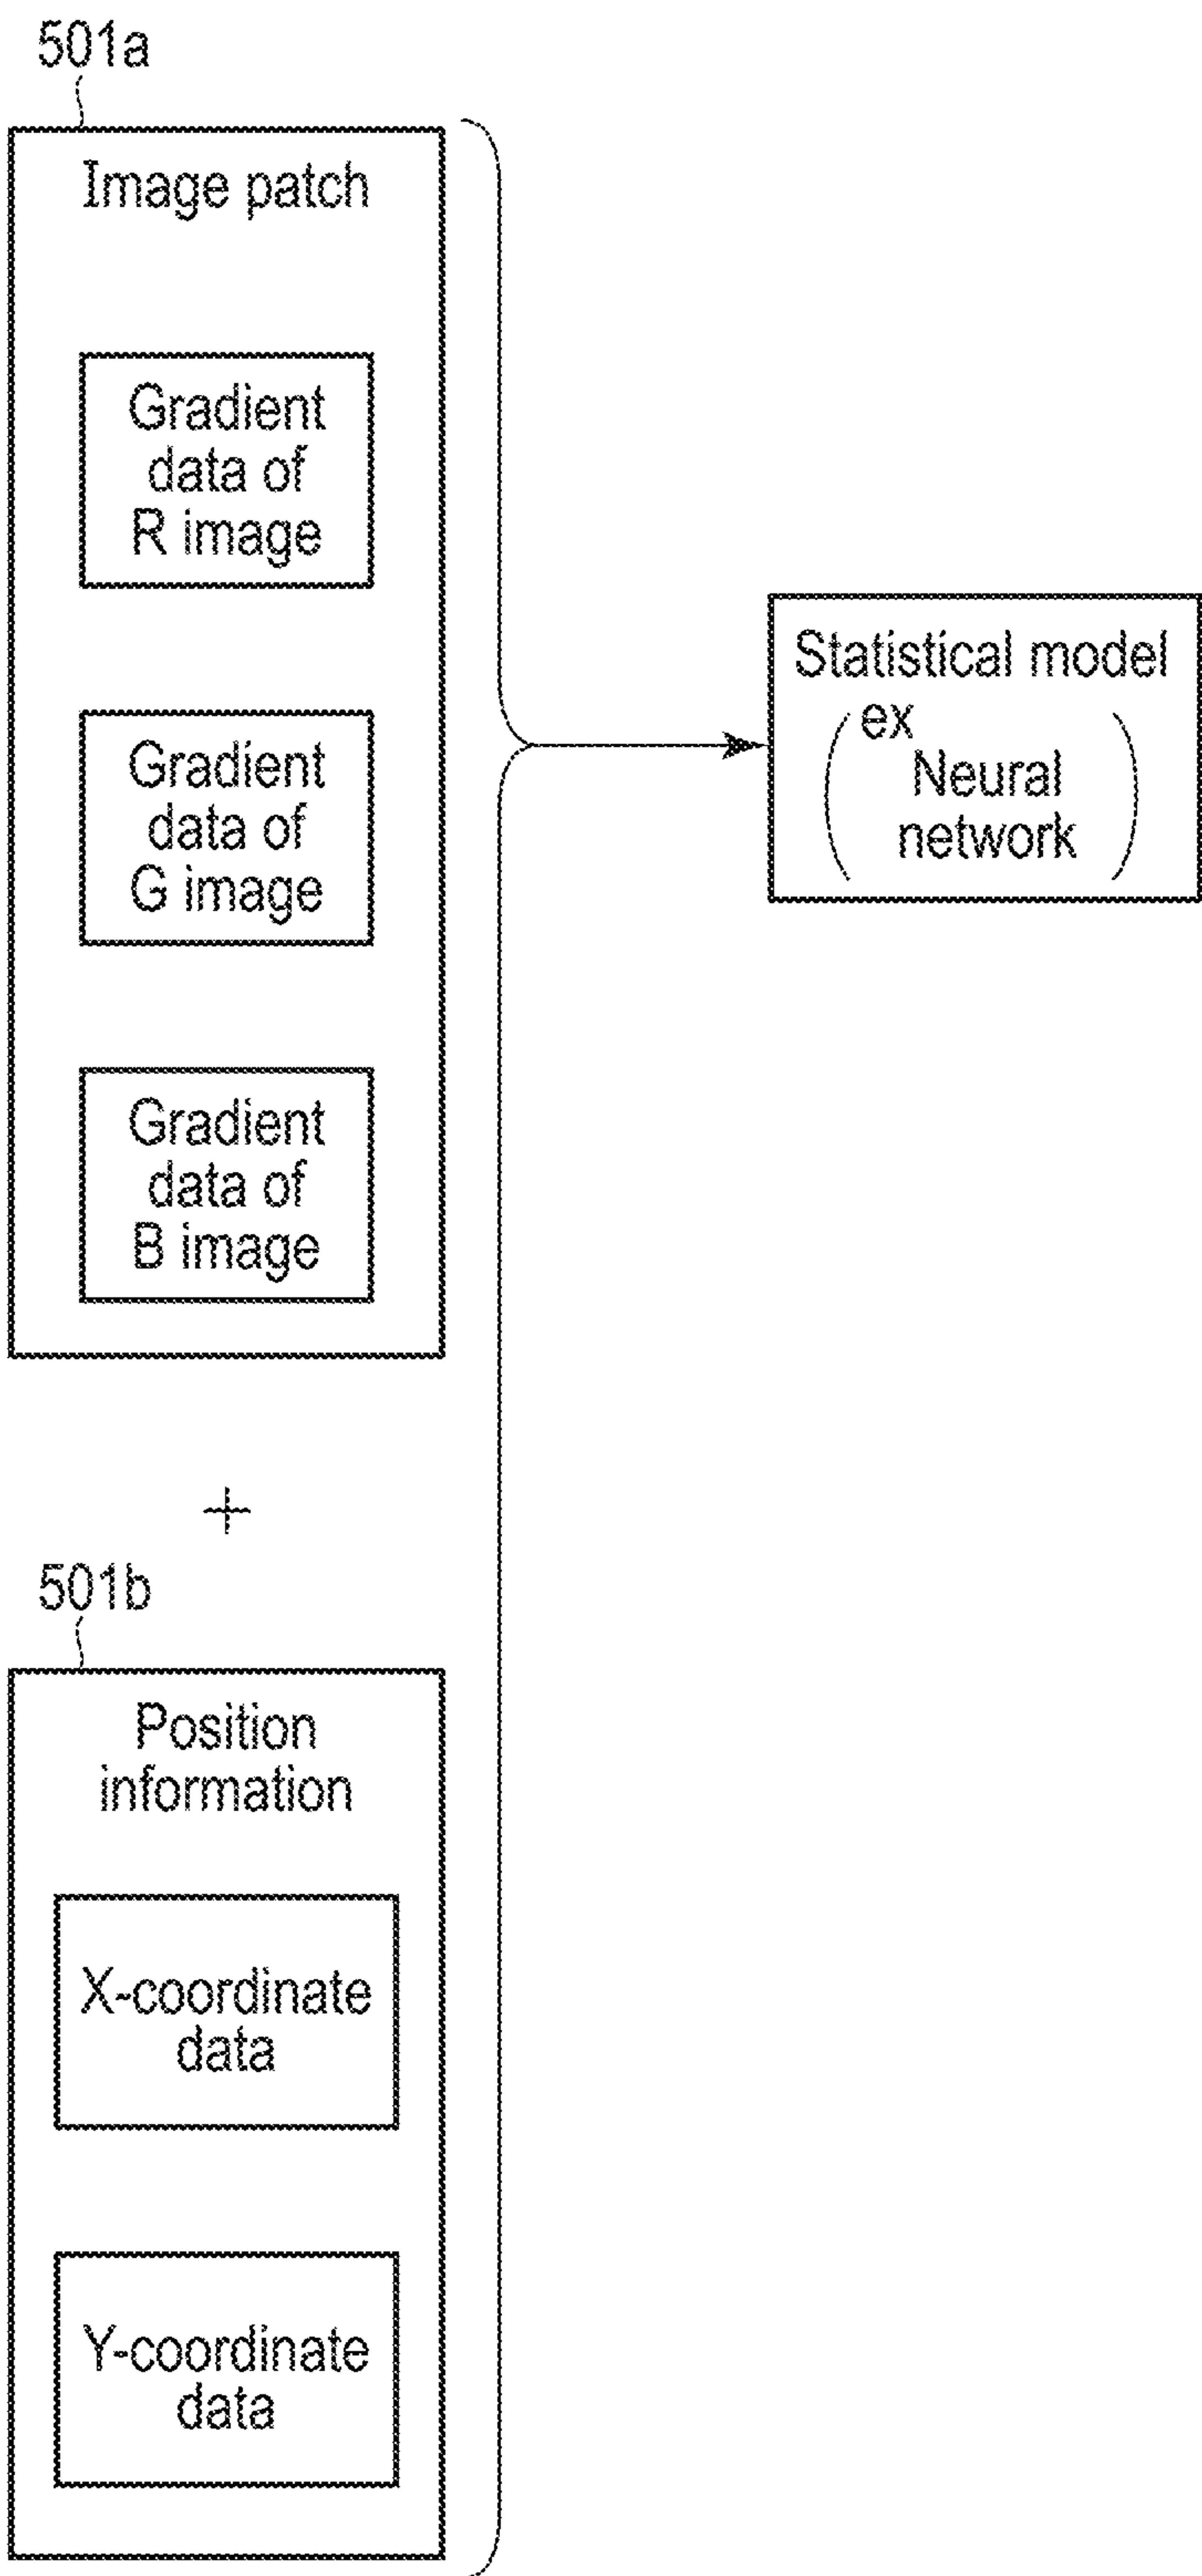 501a
Image patch
Gradient
data of
R image
Gradient
data of
G image
Gradient
data of
B image
+
501b
Position
information
X-coordinate
data
Y-coordinate
data
Statistical model
( ex
Neural
network )